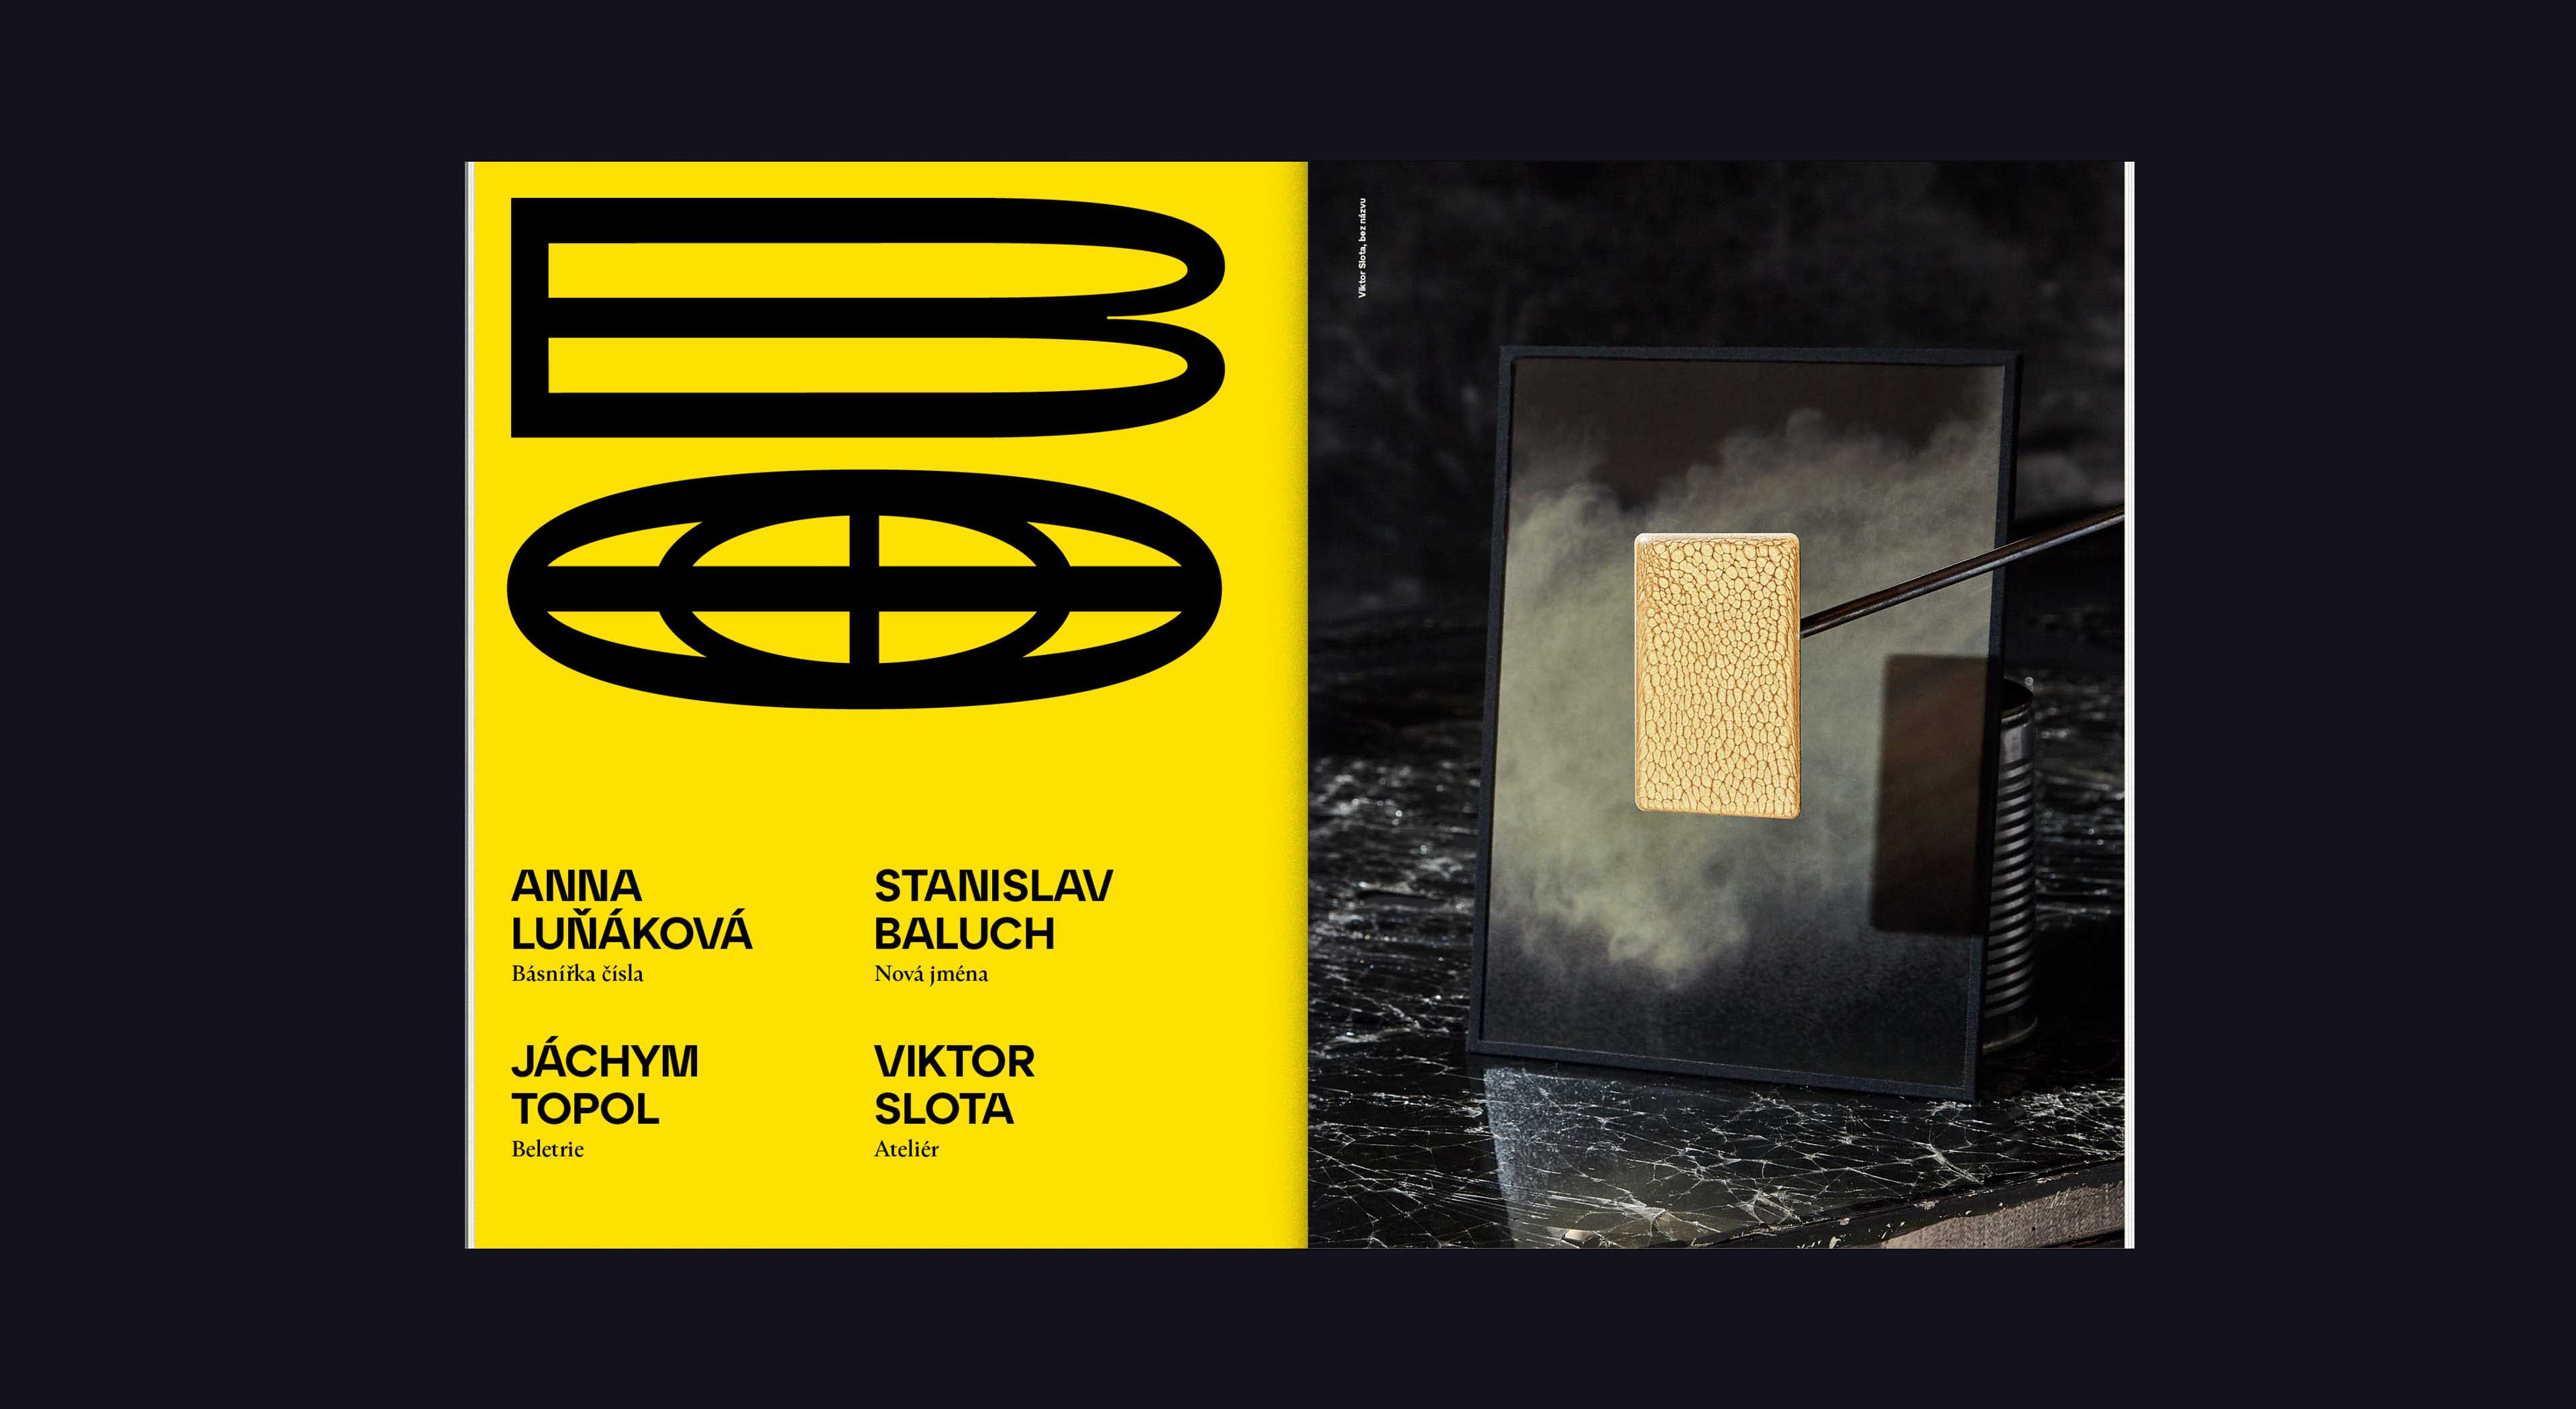 B
ANNA
LUŇÁKOVÁ
Básnířka čísla
STANISLAV
BALUCH
Nová jména
JÁCHYM
TOPOL
Beletrie
VIKTOR
SLOTA
Ateliér
Viktor Slota, bez názvu